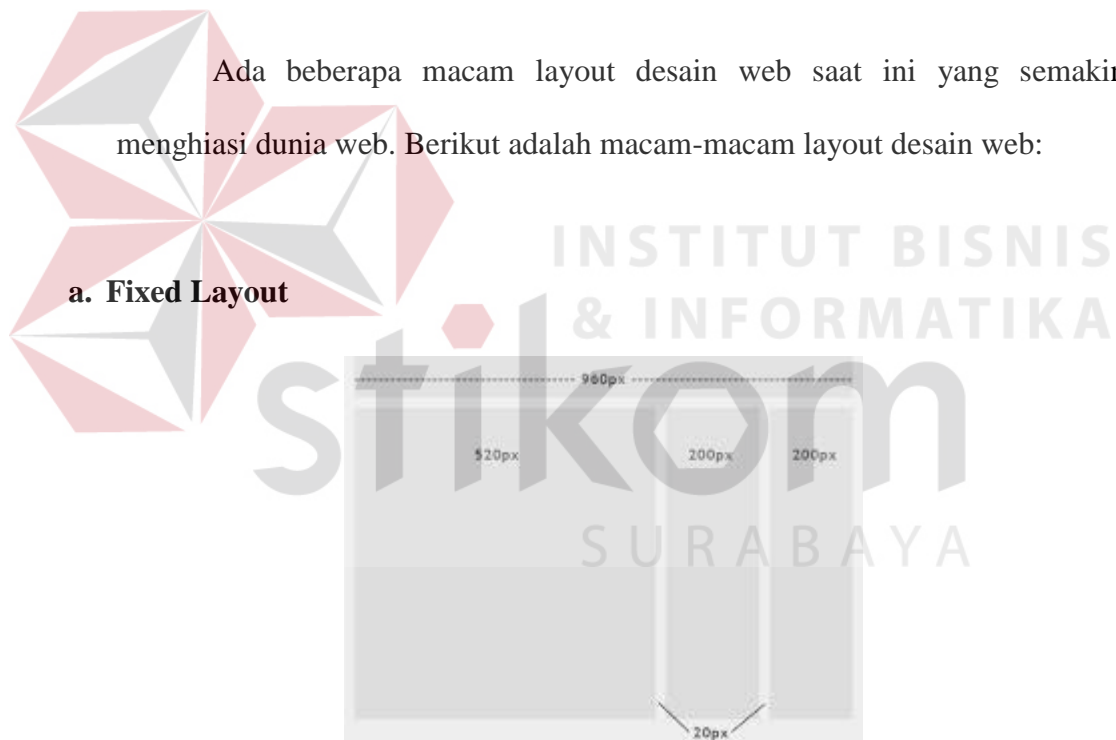 Ada beberapa macam layout desain web saat ini yang semakin
menghiasi dunia web. Berikut adalah macam-macam layout desain web:
INSTITUT BISNIS
& INFORMATIKA
a. Fixed Layout
stikom
SURABAYA
960px
520px
200px
200px
20px